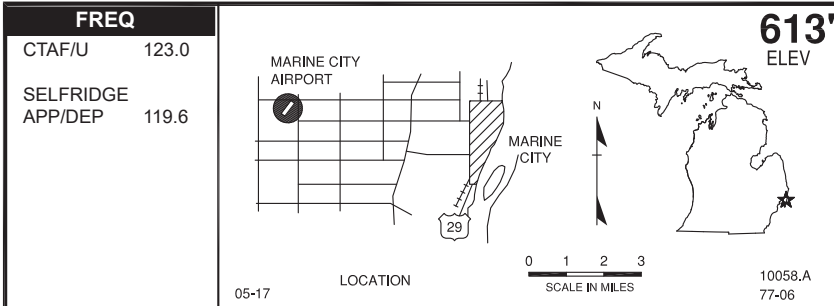 FREQ
CTAF/U 123.0
SELFRIDGE
APP/DEP 119.6
MARINE CITY
AIRPORT
MARINE
CITY
29
N
613'
ELEV
0 1 2 3
SCALE IN MILES
LOCATION
05-17
10058.A
77-06